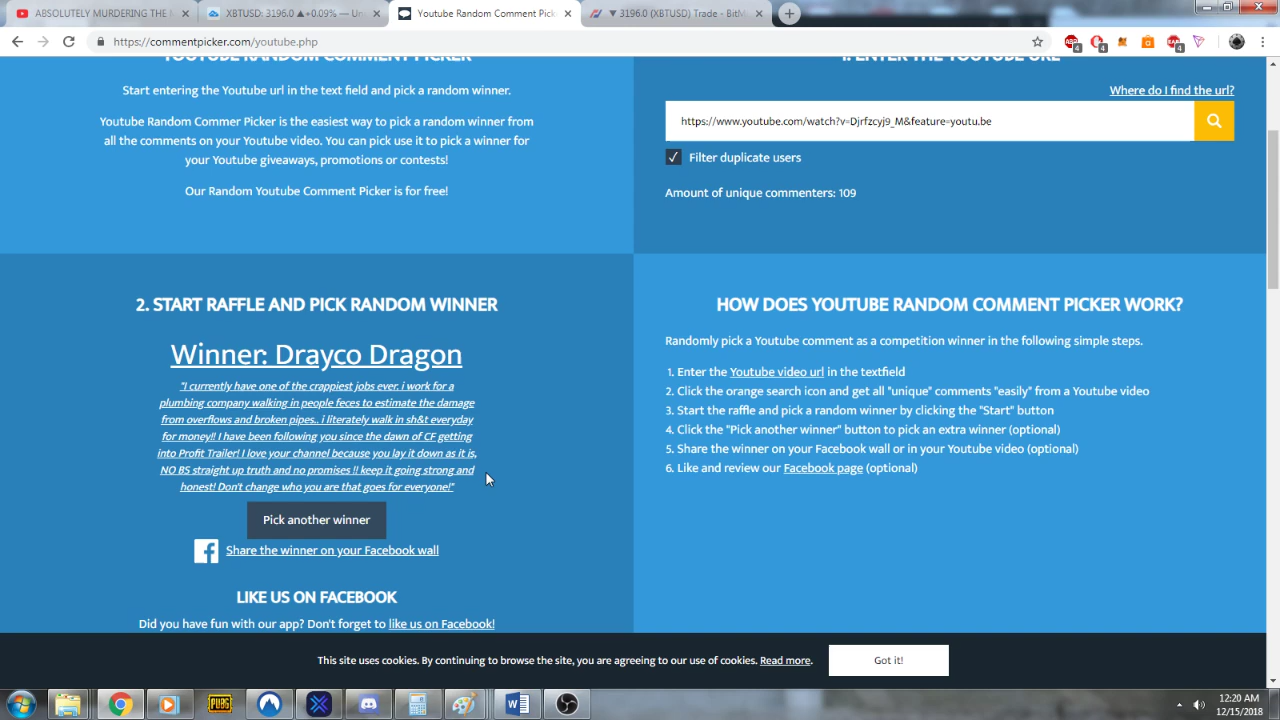 ABSOLUTELY MURDERING THE M
XBTUSD: 3196.0 ▲+0.09% — Un
Youtube Random Comment Pick
▼ 3196.0 (XBTUSD) Trade - BitM
https://commentpicker.com/youtube.php
YOUTUBE RANDOM COMMENT PICKER
Start entering the Youtube url in the text field and pick a random winner.
Youtube Random Commer Picker is the easiest way to pick a random winner from
all the comments on your Youtube video. You can pick use it to pick a winner for
your Youtube giveaways, promotions or contests!
Our Random Youtube Comment Picker is for free!
1. ENTER THE YOUTUBE URL
Where do I find the url?
https://www.youtube.com/watch?v=Djrfzcyj9_M&feature=youtu.be
Filter duplicate users
Amount of unique commenters: 109
2. START RAFFLE AND PICK RANDOM WINNER
Winner: Drayco Dragon
"I currently have one of the crappiest jobs ever. i work for a
plumbing company walking in people feces to estimate the damage
from overflows and broken pipes.. i literately walk in sh&t everyday
for money!! I have been following you since the dawn of CF getting
into Profit Trailer! I love your channel because you lay it down as it is,
NO BS straight up truth and no promises !! keep it going strong and
honest! Don't change who you are that goes for everyone!"
Pick another winner
Share the winner on your Facebook wall
LIKE US ON FACEBOOK
Did you have fun with our app? Don't forget to like us on Facebook!
HOW DOES YOUTUBE RANDOM COMMENT PICKER WORK?
Randomly pick a Youtube comment as a competition winner in the following simple steps.
1. Enter the Youtube video url in the textfield
2. Click the orange search icon and get all "unique" comments "easily" from a Youtube video
3. Start the raffle and pick a random winner by clicking the "Start" button
4. Click the "Pick another winner" button to pick an extra winner (optional)
5. Share the winner on your Facebook wall or in your Youtube video (optional)
6. Like and review our Facebook page (optional)
This site uses cookies. By continuing to browse the site, you are agreeing to our use of cookies. Read more.
Got it!
PUBG
12:20 AM
12/15/2018